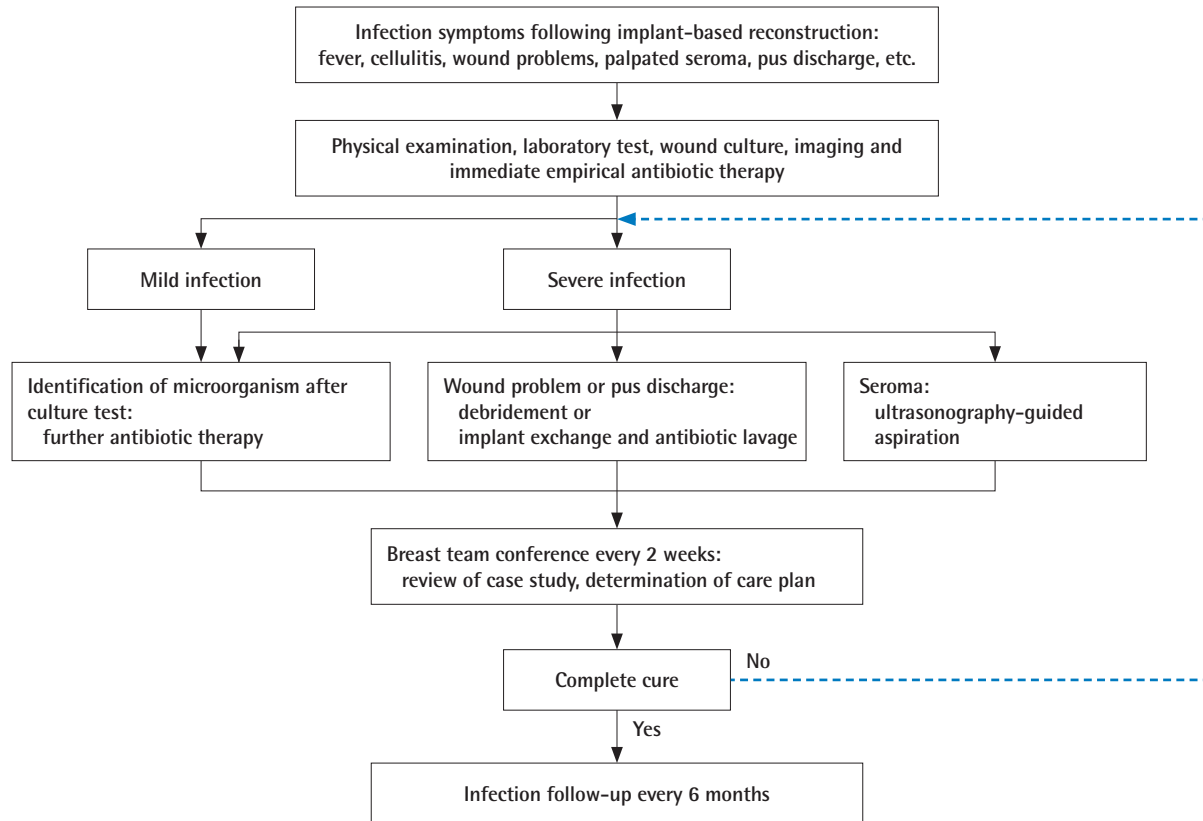 Infection symptoms following implant-based reconstruction:
fever, cellulitis, wound problems, palpated seroma, pus discharge, etc.
Physical examination, laboratory test, wound culture, imaging and
immediate empirical antibiotic therapy
Mild infection
Severe infection
Identification of microorganism after
culture test:
further antibiotic therapy
Wound problem or pus discharge:
debridement or
implant exchange and antibiotic lavage
Seroma:
ultrasonography-guided
aspiration
Breast team conference every 2 weeks:
review of case study, determination of care plan
Complete cure
No
Yes
Infection follow-up every 6 months